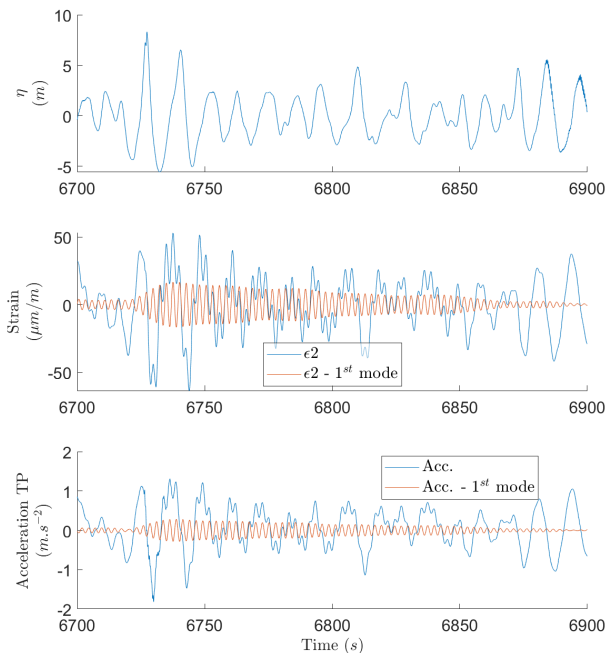 10
5
0
-5
η
(m)
6700 6750 6800 6850 6900
50
0
-50
Strain
(μm/m)
ϵ2
ϵ2 - 1st mode
6700 6750 6800 6850 6900
2
1
0
-1
-2
Acceleration TP
(m.s⁻²)
Acc.
Acc. - 1st mode
6700 6750 6800 6850 6900
Time (s)